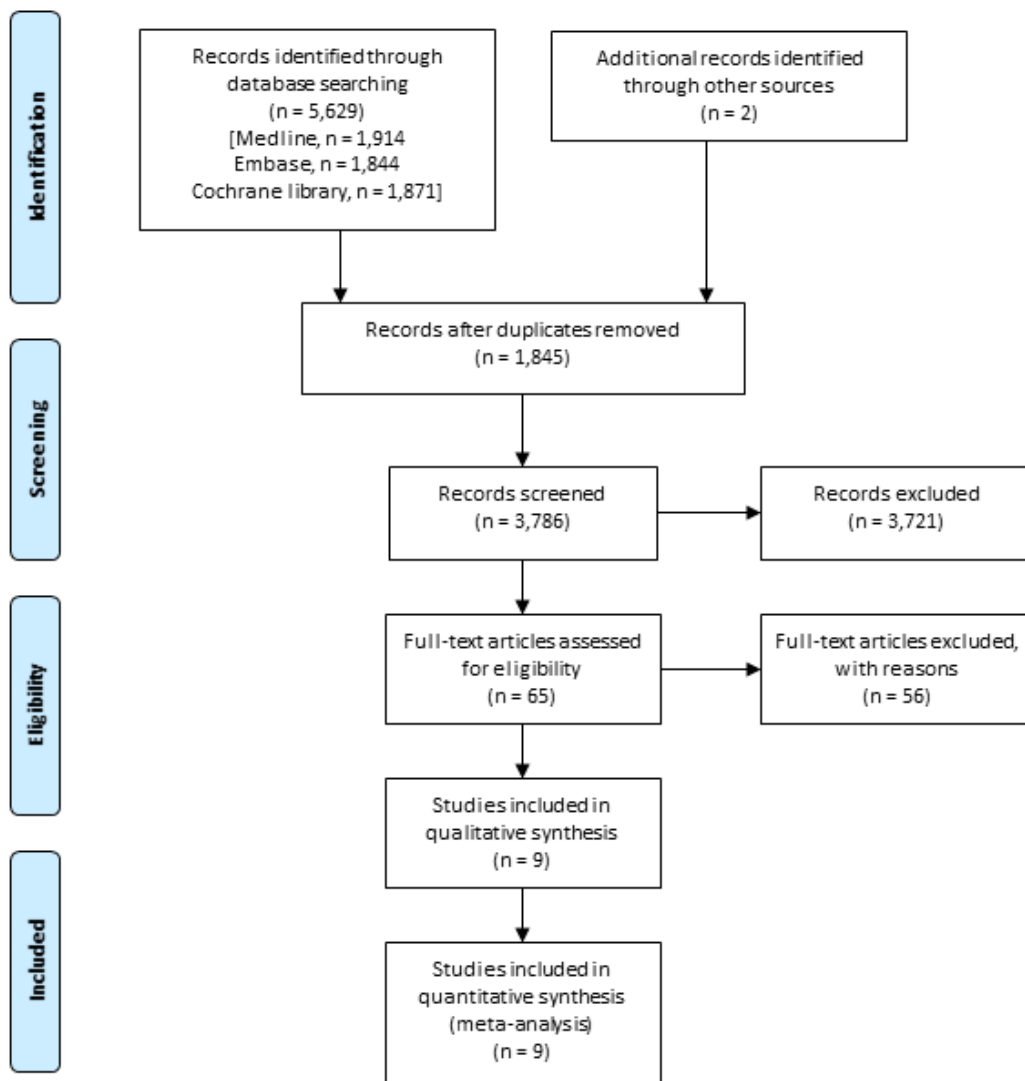 Identification
Records identified through
database searching
(n = 5,629)
[Medline, n = 1,914
Embase, n = 1,844
Cochrane library, n = 1,871]
Additional records identified
through other sources
(n = 2)
Records after duplicates removed
(n = 1,845)
Screening
Records screened
(n = 3,786)
Records excluded
(n = 3,721)
Eligibility
Full-text articles assessed
for eligibility
(n = 65)
Full-text articles excluded,
with reasons
(n = 56)
Studies included in
qualitative synthesis
(n = 9)
Included
Studies included in
quantitative synthesis
(meta-analysis)
(n = 9)